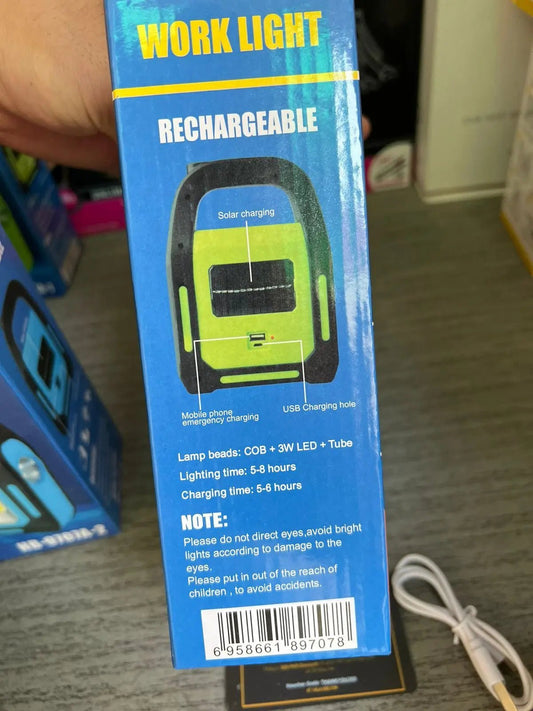 WORK LIGHT
RECHARGEABLE
Solar charging
Mobile phone
emergency charging
USB Charging hole
Lamp beads: COB + 3W LED + Tube
Lighting time: 5-8 hours
Charging time: 5-6 hours
NOTE:
Please do not direct eyes,avoid bright
lights according to damage to the
eyes.
Please put in out of the reach of
children , to avoid accidents.
6 958661 897078